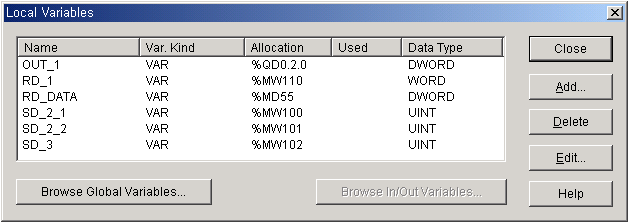 Local Variables
Name Var. Kind Allocation Used Data Type
OUT_1 VAR %QD0.2.0 DWORD
RD_1 VAR %MW110 WORD
RD_DATA VAR %MD55 DWORD
SD_2_1 VAR %MW100 UINT
SD_2_2 VAR %MW101 UINT
SD_3 VAR %MW102 UINT
Close
Add...
Delete
Edit...
Help
Browse Global Variables...
Browse In/Out Variables...